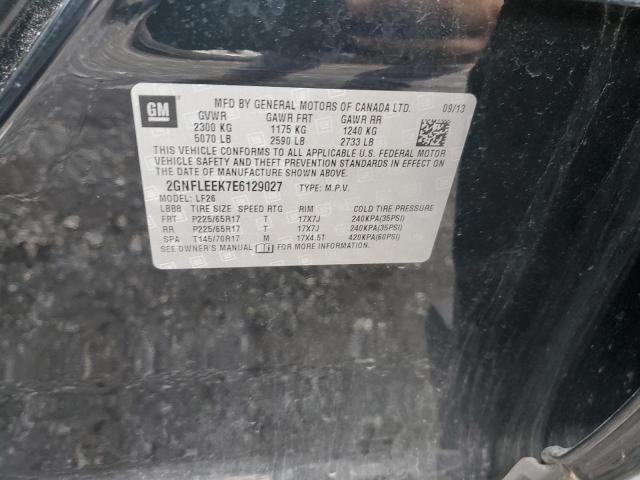 GM
MFD BY GENERAL MOTORS OF CANADA LTD. 09/13
GVWR GAWR FRT GAWR RR
2300 KG 1175 KG 1240 KG
5070 LB 2590 LB 2733 LB
THIS VEHICLE CONFORMS TO ALL APPLICABLE U.S. FEDERAL MOTOR
VEHICLE SAFETY AND THEFT PREVENTION STANDARDS IN EFFECT ON
THE DATE OF MANUFACTURE SHOWN ABOVE.
2GNFLEEK7E6129027 TYPE: M.P.V.
MODEL: LF26
LBBB TIRE SIZE SPEED RTG RIM COLD TIRE PRESSURE
FRT P225/65R17 T 17X7J 240KPA(35PSI)
RR P225/65R17 T 17X7J 240KPA(35PSI)
SPA T145/70R17 M 17X4.5T 420KPA(60PSI)
SEE OWNER'S MANUAL FOR MORE INFORMATION.